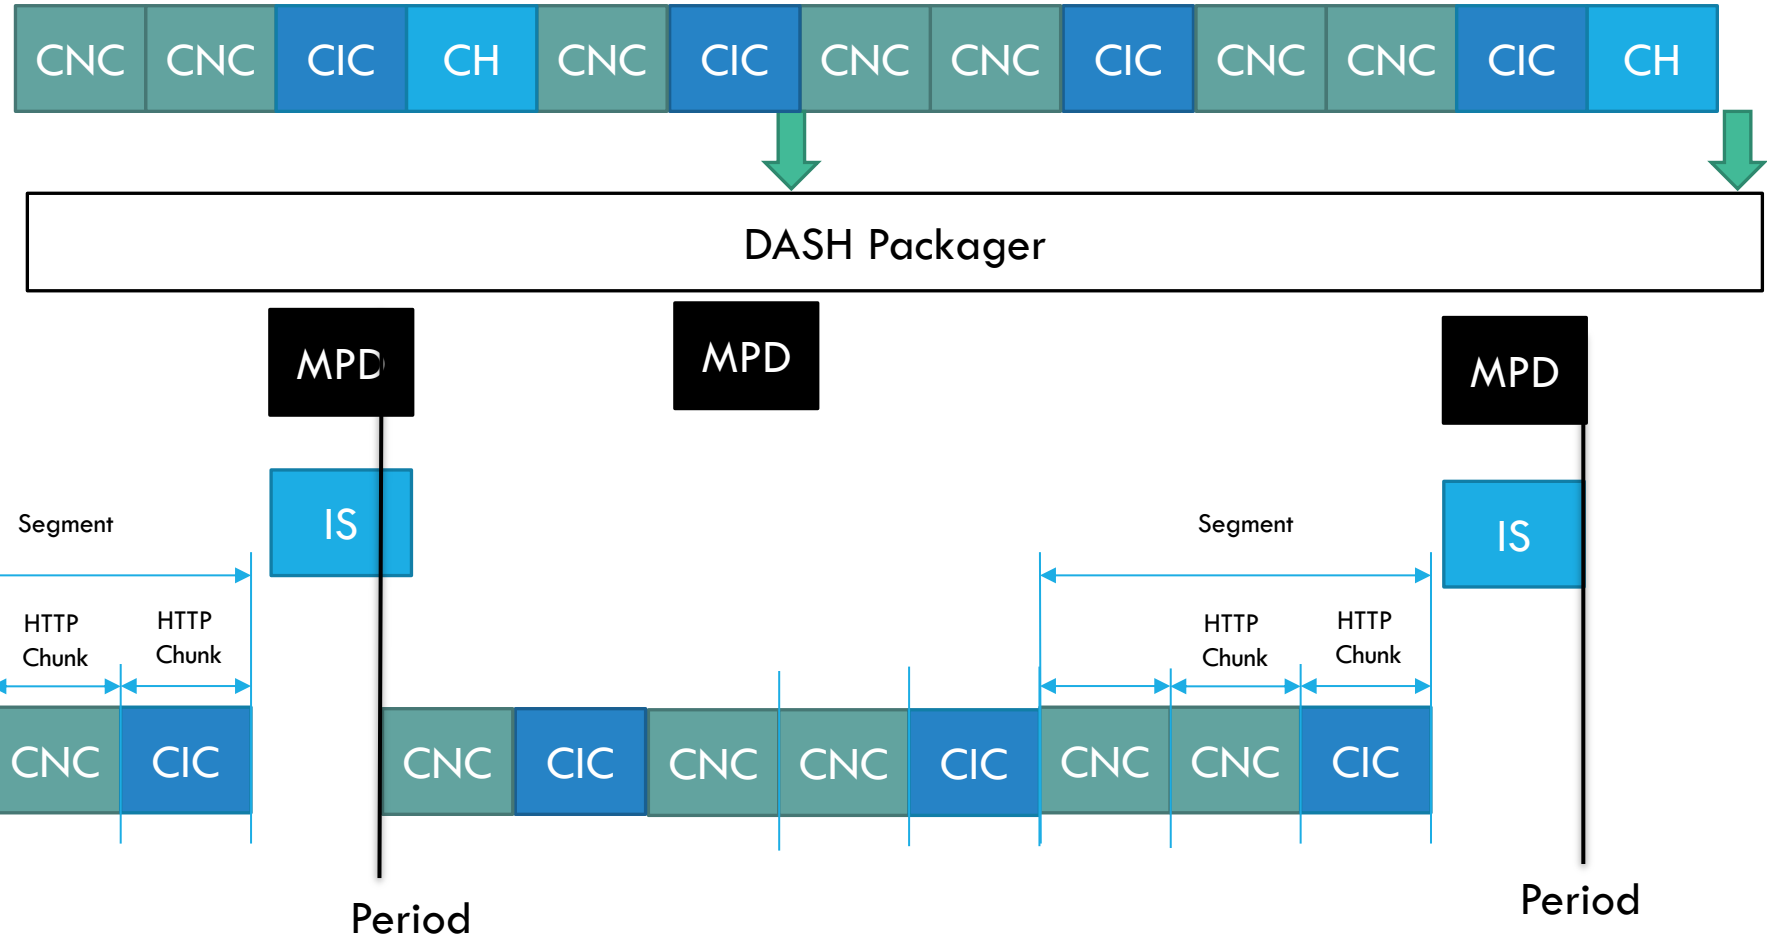 CNC CNC CIC CH CNC CIC CNC CNC CIC CNC CNC CIC CH
DASH Packager
MPD MPD MPD
IS IS
Segment Segment
HTTP HTTP HTTP HTTP
Chunk Chunk Chunk Chunk
CNC CIC CNC CIC CNC CNC CIC CNC CNC CIC
Period Period